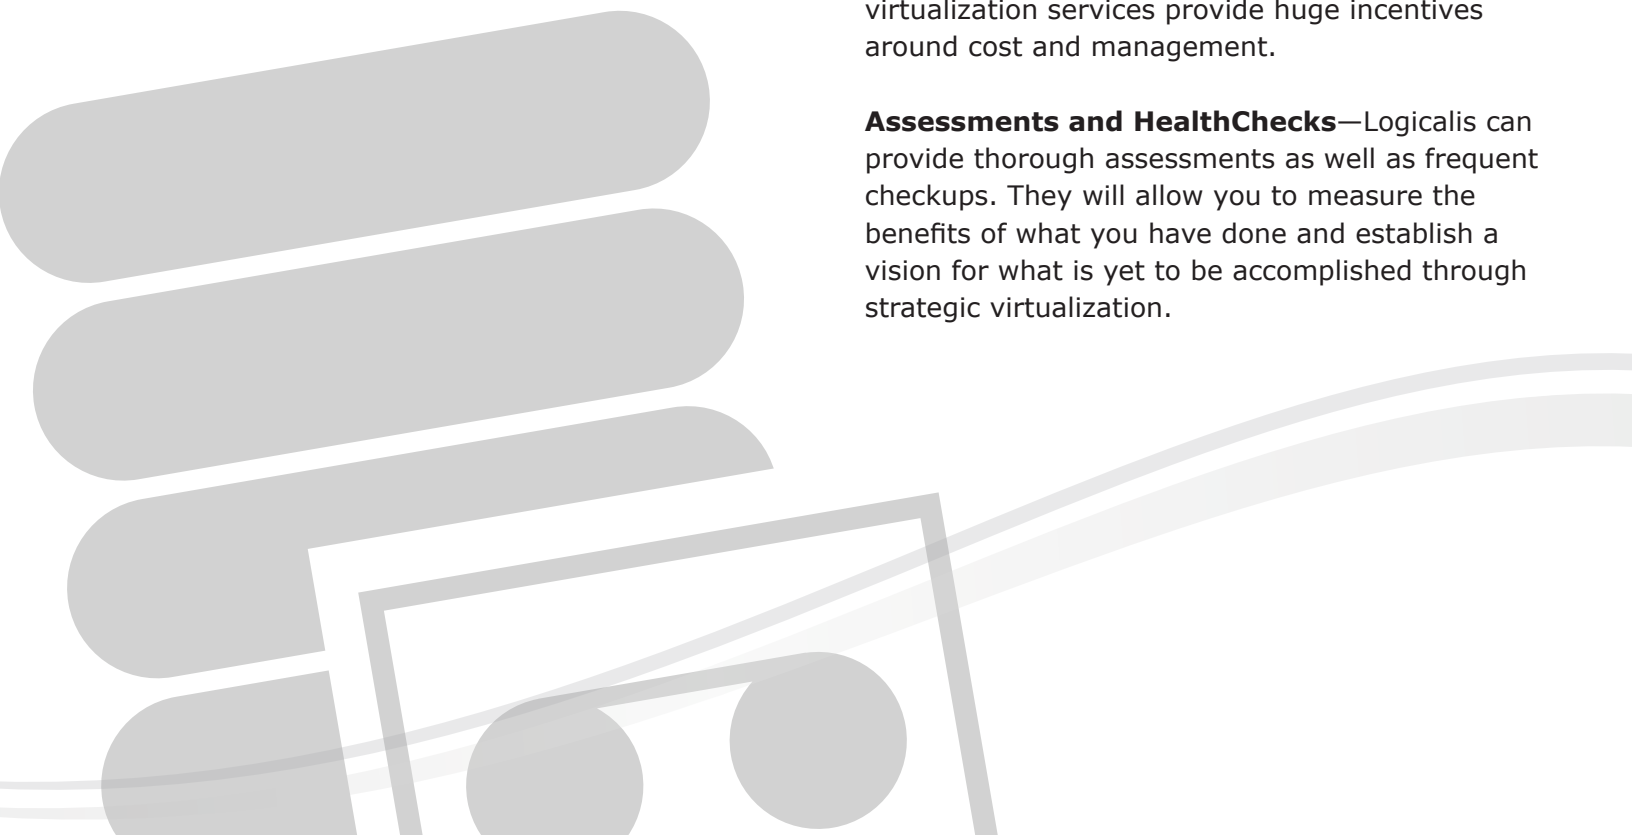 virtualization services provide huge incentives
around cost and management.
Assessments and HealthChecks—Logicalis can
provide thorough assessments as well as frequent
checkups. They will allow you to measure the
benefits of what you have done and establish a
vision for what is yet to be accomplished through
strategic virtualization.